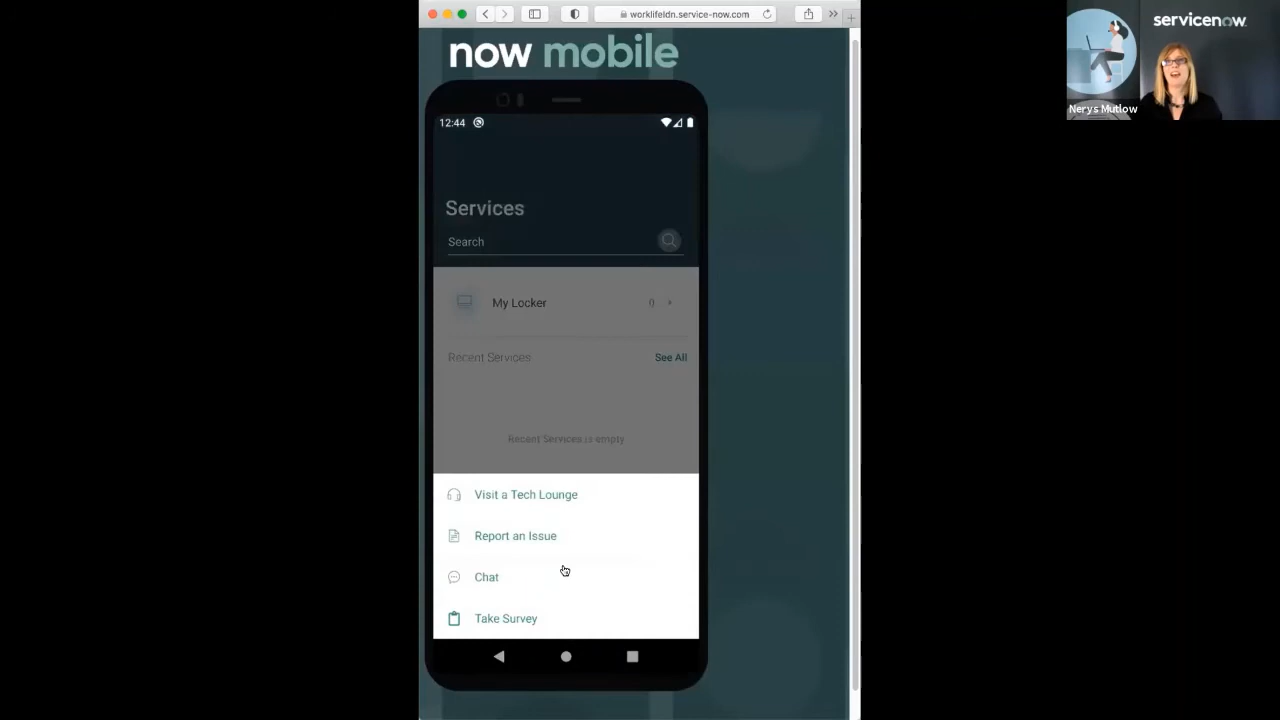 worklifeldn.service-now.com
servicenow
now mobile
Nerys Mutlow
12:44
Services
Search
My Locker 0
Recent Services See All
Recent Services is empty
Visit a Tech Lounge
Report an Issue
Chat
Take Survey